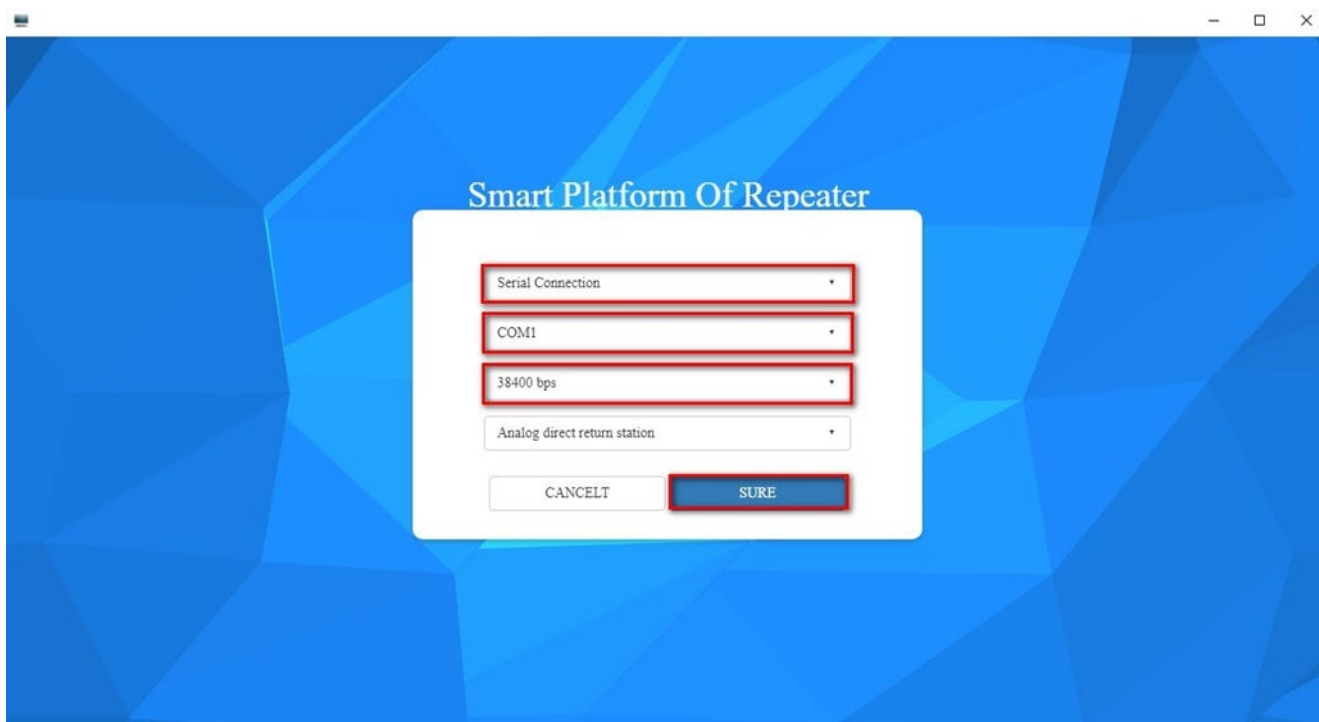 Smart Platform Of Repeater
Serial Connection
COM1
38400 bps
Analog direct return station
CANCELT
SURE